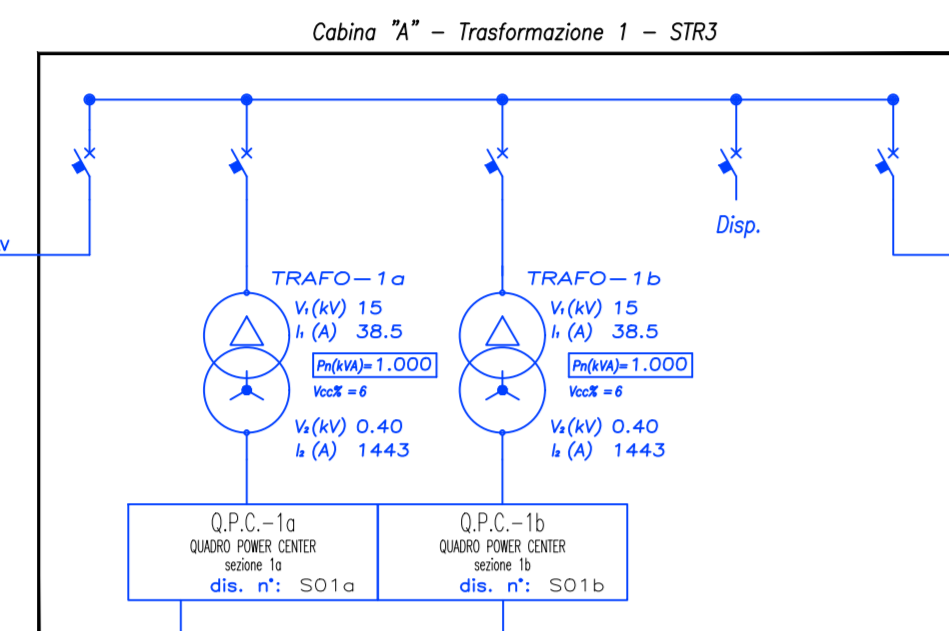 Cabina "A" – Trasformazione 1 – STR3
Disp.
V
TRAFO–1a
V₁(kV) 15
I₁ (A) 38.5
Pn(kVA)= 1.000
Vcc% = 6
V₂(kV) 0.40
I₂ (A) 1443
TRAFO–1b
V₁(kV) 15
I₁ (A) 38.5
Pn(kVA)= 1.000
Vcc% = 6
V₂(kV) 0.40
I₂ (A) 1443
Q.P.C.–1a
QUADRO POWER CENTER
sezione 1a
dis. n°: S01a
Q.P.C.–1b
QUADRO POWER CENTER
sezione 1b
dis. n°: S01b